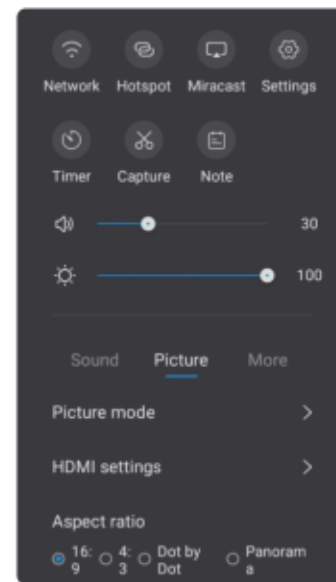 Network Hotspot Miracast Settings
Timer Capture Note
30
100
Sound Picture More
Picture mode
HDMI settings
Aspect ratio
16: 4: Dot by Panoram
9 3 Dot a